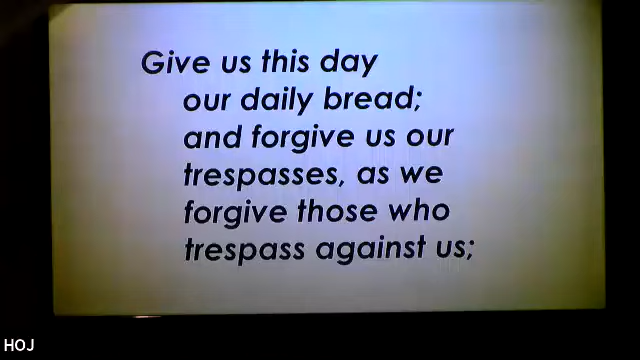 Give us this day
our daily bread;
and forgive us our
trespasses, as we
forgive those who
trespass against us;
HOJ